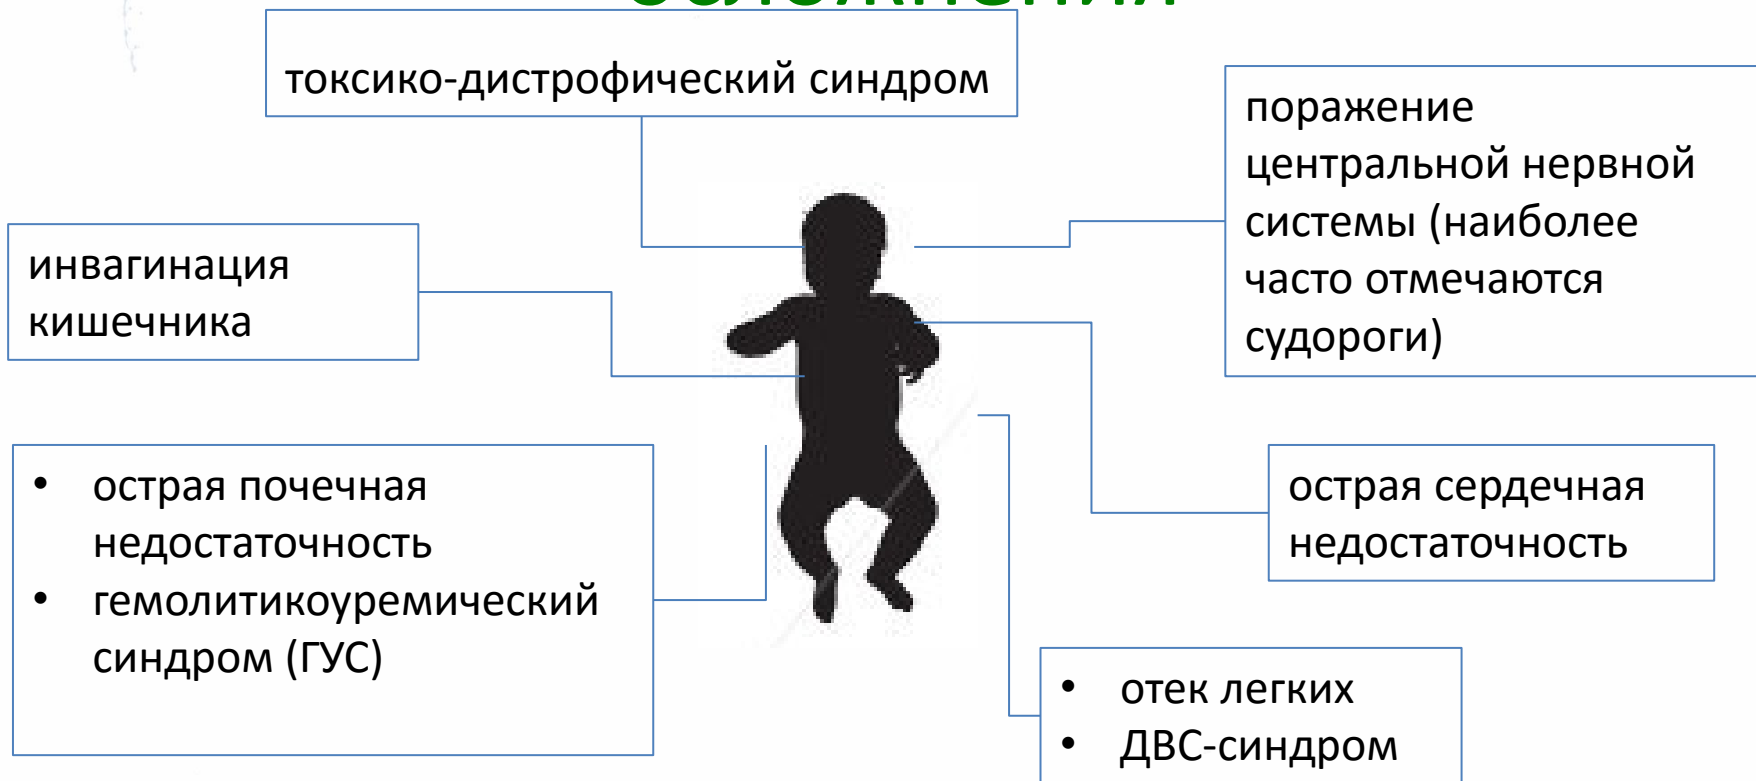 осложнения
токсико-дистрофический синдром
поражение
центральной нервной
системы (наиболее
часто отмечаются
судороги)
инвагинация
кишечника
• острая почечная
недостаточность
• гемолитикоуремический
синдром (ГУС)
острая сердечная
недостаточность
• отек легких
• ДВС-синдром